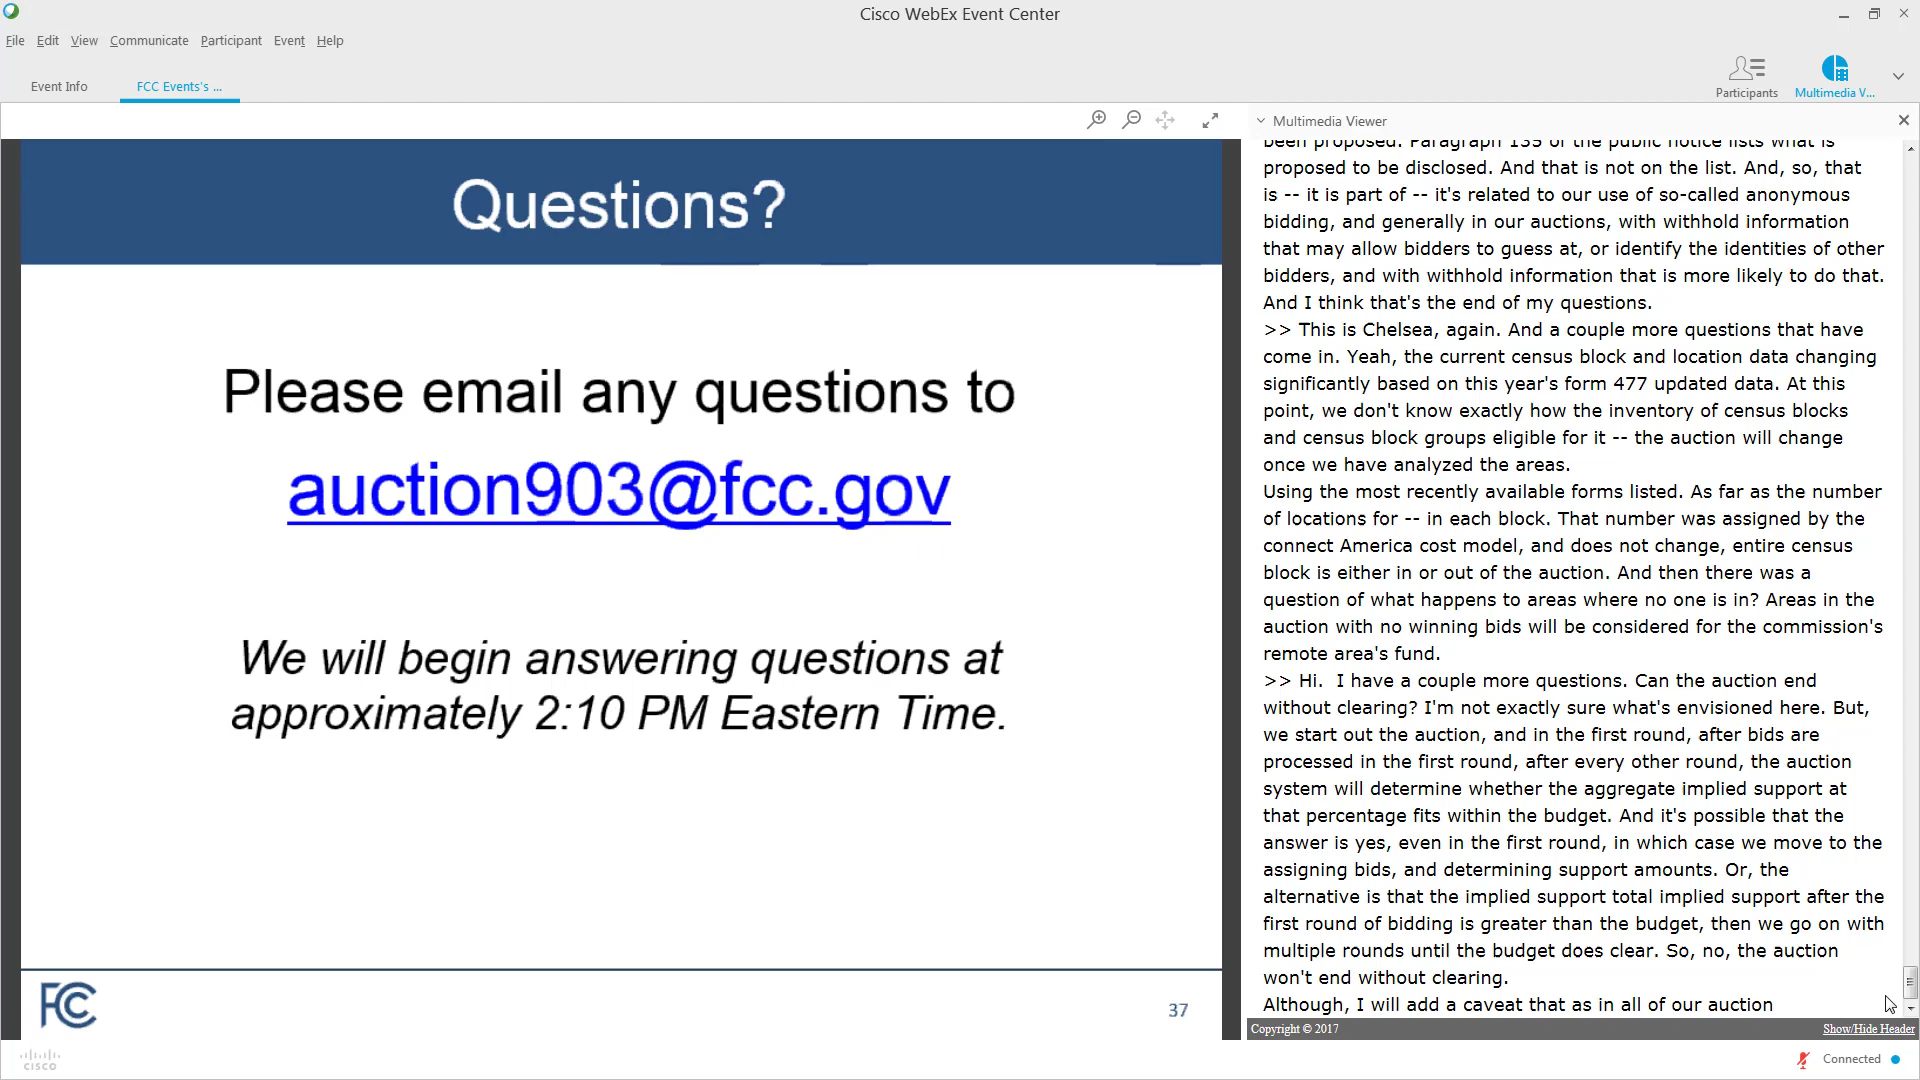 Cisco WebEx Event Center
File Edit View Communicate Participant Event Help
Event Info FCC Events's ...
Participants Multimedia V...
Questions?
Please email any questions to
auction903@fcc.gov
We will begin answering questions at
approximately 2:10 PM Eastern Time.
FCC
37
Multimedia Viewer
been proposed. Paragraph 135 of the public notice lists what is
proposed to be disclosed. And that is not on the list. And, so, that
is -- it is part of -- it's related to our use of so-called anonymous
bidding, and generally in our auctions, with withhold information
that may allow bidders to guess at, or identify the identities of other
bidders, and with withhold information that is more likely to do that.
And I think that's the end of my questions.
>> This is Chelsea, again. And a couple more questions that have
come in. Yeah, the current census block and location data changing
significantly based on this year's form 477 updated data. At this
point, we don't know exactly how the inventory of census blocks
and census block groups eligible for it -- the auction will change
once we have analyzed the areas.
Using the most recently available forms listed. As far as the number
of locations for -- in each block. That number was assigned by the
connect America cost model, and does not change, entire census
block is either in or out of the auction. And then there was a
question of what happens to areas where no one is in? Areas in the
auction with no winning bids will be considered for the commission's
remote area's fund.
>> Hi.  I have a couple more questions. Can the auction end
without clearing? I'm not exactly sure what's envisioned here. But,
we start out the auction, and in the first round, after bids are
processed in the first round, after every other round, the auction
system will determine whether the aggregate implied support at
that percentage fits within the budget. And it's possible that the
answer is yes, even in the first round, in which case we move to the
assigning bids, and determining support amounts. Or, the
alternative is that the implied support total implied support after the
first round of bidding is greater than the budget, then we go on with
multiple rounds until the budget does clear. So, no, the auction
won't end without clearing.
Although, I will add a caveat that as in all of our auction
Copyright © 2017 Show/Hide Header
cisco
Connected